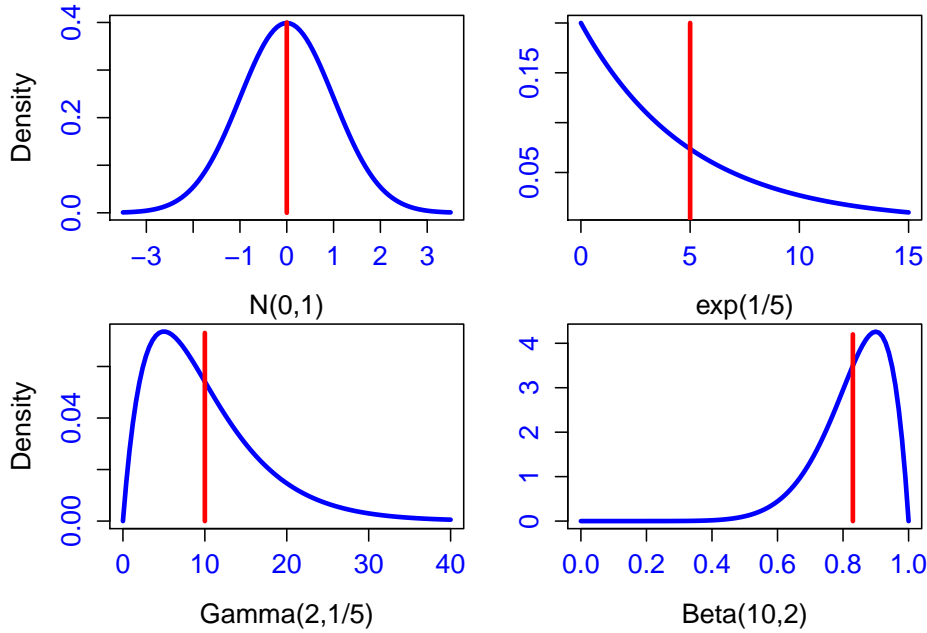 Density
0.0 0.2 0.4
−3 −1 0 1 2 3
N(0,1)
0.05 0.15
0 5 10 15
exp(1/5)
Density
0.00 0.04
0 10 20 30 40
Gamma(2,1/5)
0 1 2 3 4
0.0 0.2 0.4 0.6 0.8 1.0
Beta(10,2)